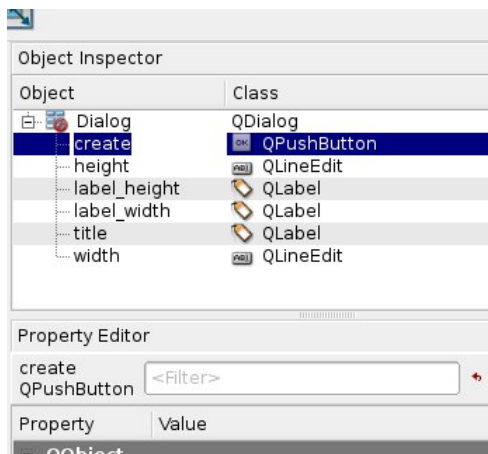 Object Inspector
Object Class
Dialog QDialog
create QPushButton
height QLineEdit
label_height QLabel
label_width QLabel
title QLabel
width QLineEdit
Property Editor
create
QPushButton <Filter>
Property Value
QObject